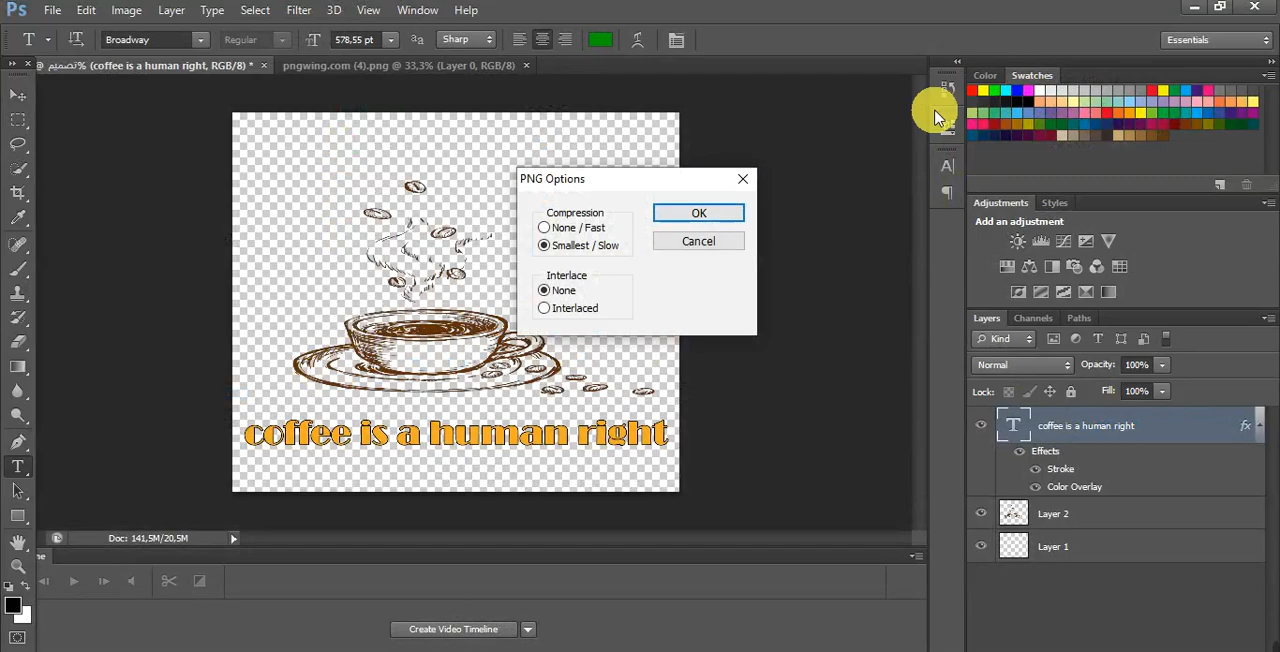 Ps File Edit Image Layer Type Select Filter 3D View Window Help
T Broadway Regular 578,55 pt Sharp Essentials
@ تصميم% (coffee is a human right, RGB/8) * × pngwing.com (4).png @ 33,3% (Layer 0, RGB/8) ×
Color Swatches
PNG Options
Compression
None / Fast
Smallest / Slow
OK
Cancel
Interlace
None
Interlaced
coffee is a human right
Adjustments Styles
Add an adjustment
Layers Channels Paths
Kind
Normal Opacity: 100%
Lock: Fill: 100%
T coffee is a human right fx
Effects
Stroke
Color Overlay
Layer 2
Layer 1
Doc: 141,5M/20,5M
Create Video Timeline